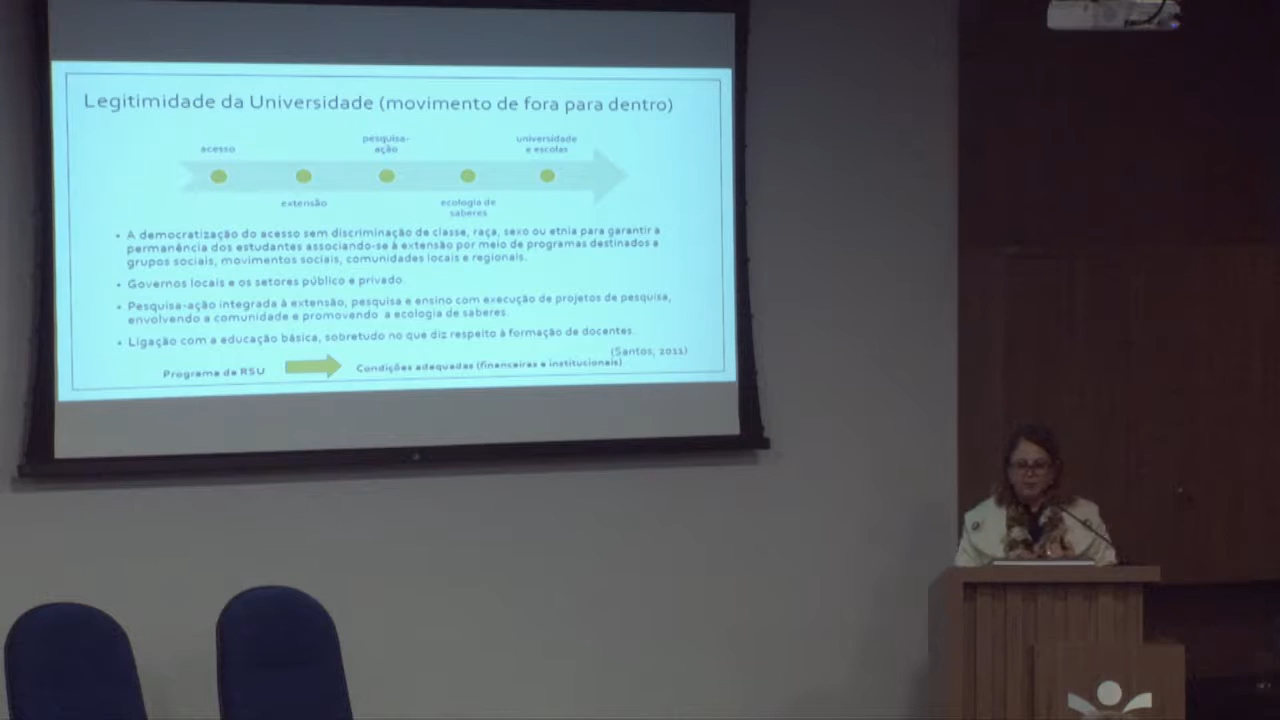 Legitimidade da Universidade (movimento de fora para dentro)
acesso
pesquisa-
ação
universidade
e escolas
extensão
ecologia de
saberes
• A democratização do acesso sem discriminação de classe, raça, sexo ou etnia para garantir a
permanência dos estudantes associando-se à extensão por meio de programas destinados a
grupos sociais, movimentos sociais, comunidades locais e regionais.
• Governos locais e os setores público e privado.
• Pesquisa-ação integrada à extensão, pesquisa e ensino com execução de projetos de pesquisa,
envolvendo a comunidade e promovendo a ecologia de saberes.
• Ligação com a educação básica, sobretudo no que diz respeito à formação de docentes.
(Santos, 2011)
Programa de RSU
Condições adequadas (financeiras e institucionais)